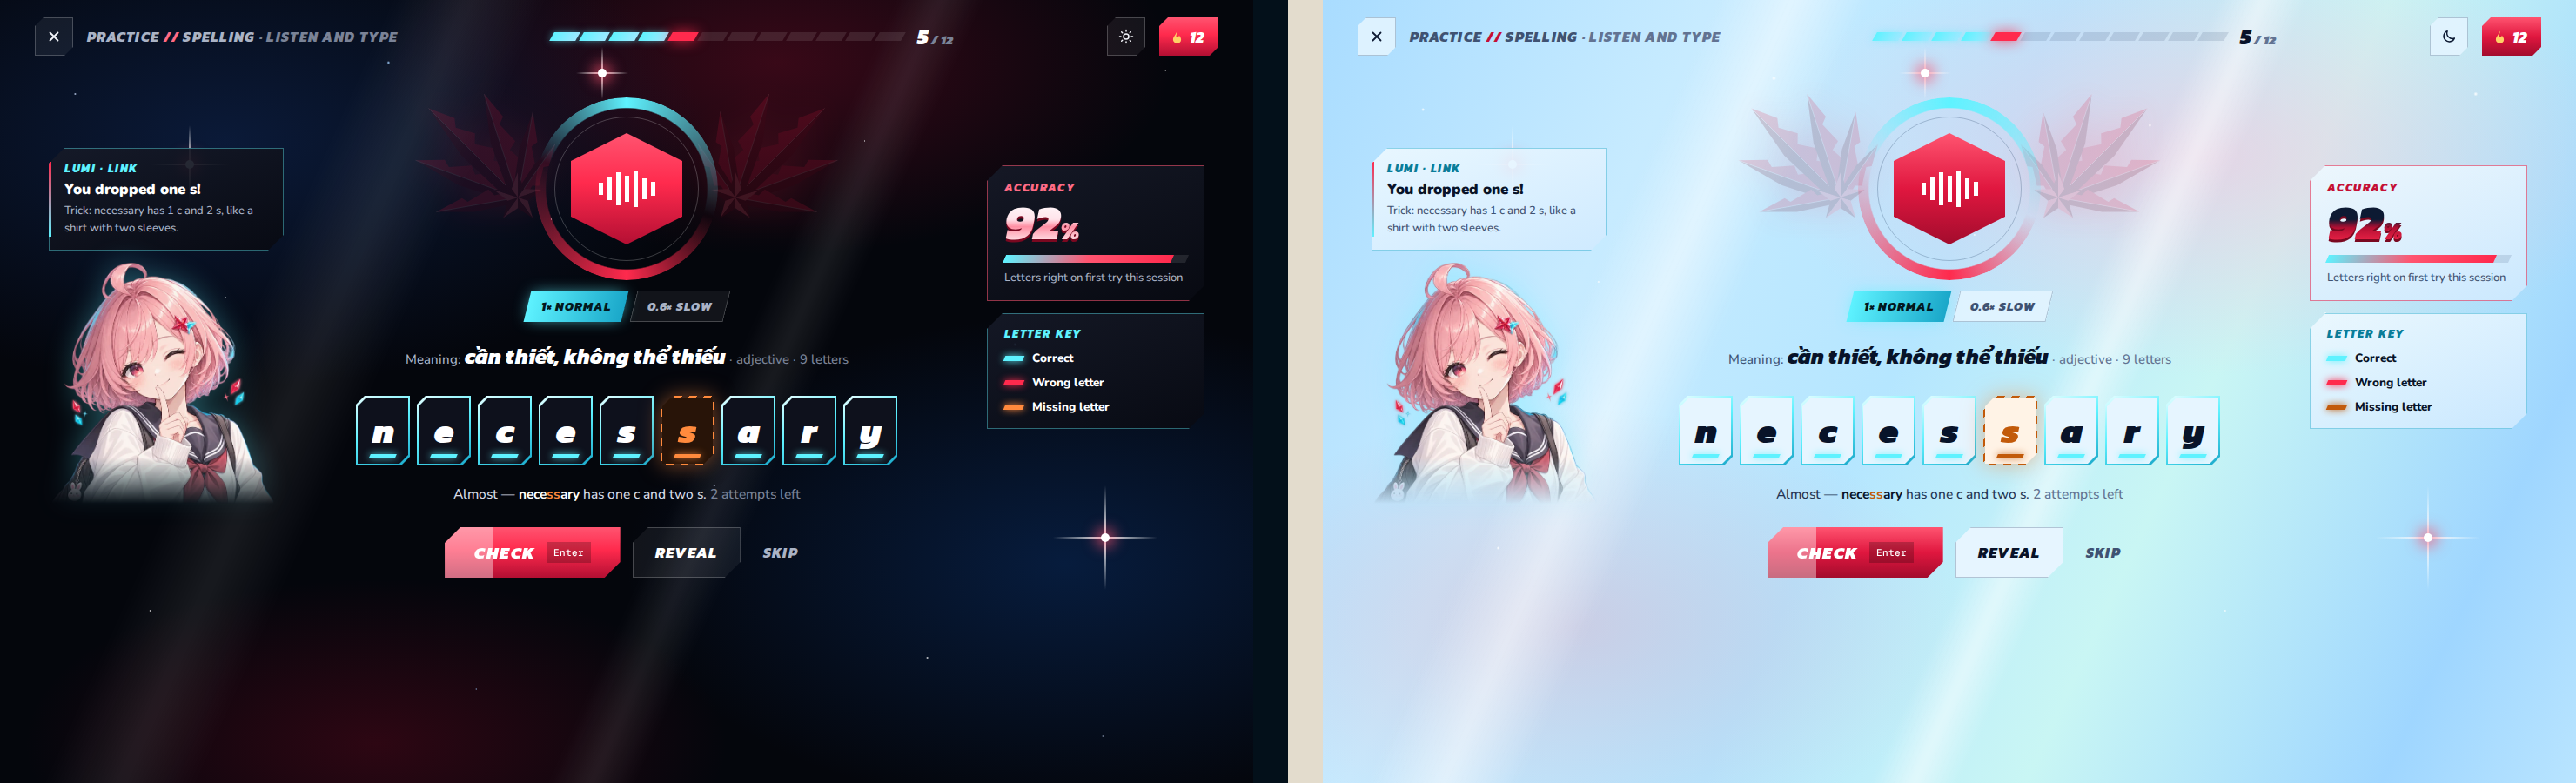 PRACTICE // SPELLING · LISTEN AND TYPE
5 / 12
12
LUMI · LINK
You dropped one s!
Trick: necessary has 1 c and 2 s, like a
shirt with two sleeves.
ACCURACY
92%
Letters right on first try this session
1× NORMAL
0.6× SLOW
LETTER KEY
Correct
Wrong letter
Missing letter
Meaning: cần thiết, không thể thiếu · adjective · 9 letters
n e c e s s a r y
Almost — necessary has one c and two s. 2 attempts left
CHECK Enter
REVEAL
SKIP
PRACTICE // SPELLING · LISTEN AND TYPE
5 / 12
12
LUMI · LINK
You dropped one s!
Trick: necessary has 1 c and 2 s, like a
shirt with two sleeves.
ACCURACY
92%
Letters right on first try this session
1× NORMAL
0.6× SLOW
LETTER KEY
Correct
Wrong letter
Missing letter
Meaning: cần thiết, không thể thiếu · adjective · 9 letters
n e c e s s a r y
Almost — necessary has one c and two s. 2 attempts left
CHECK Enter
REVEAL
SKIP